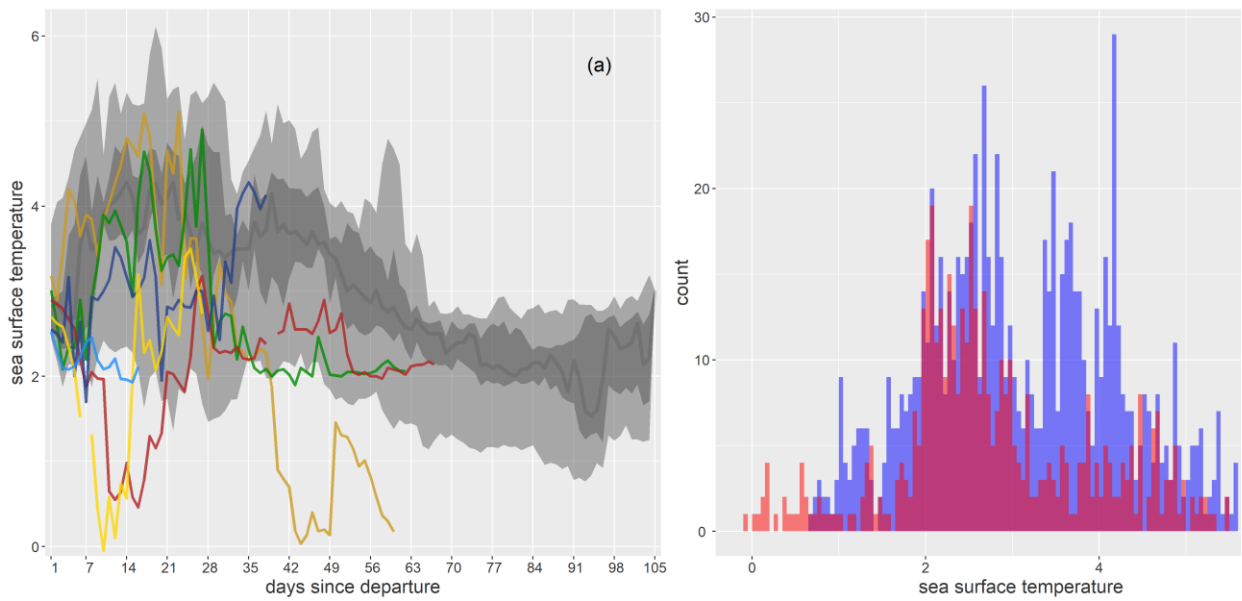 (a)
sea surface temperature
6
4
2
0
1 7 14 21 28 35 42 49 56 63 70 77 84 91 98 105
days since departure
count
30
20
10
0
0 2 4
sea surface temperature